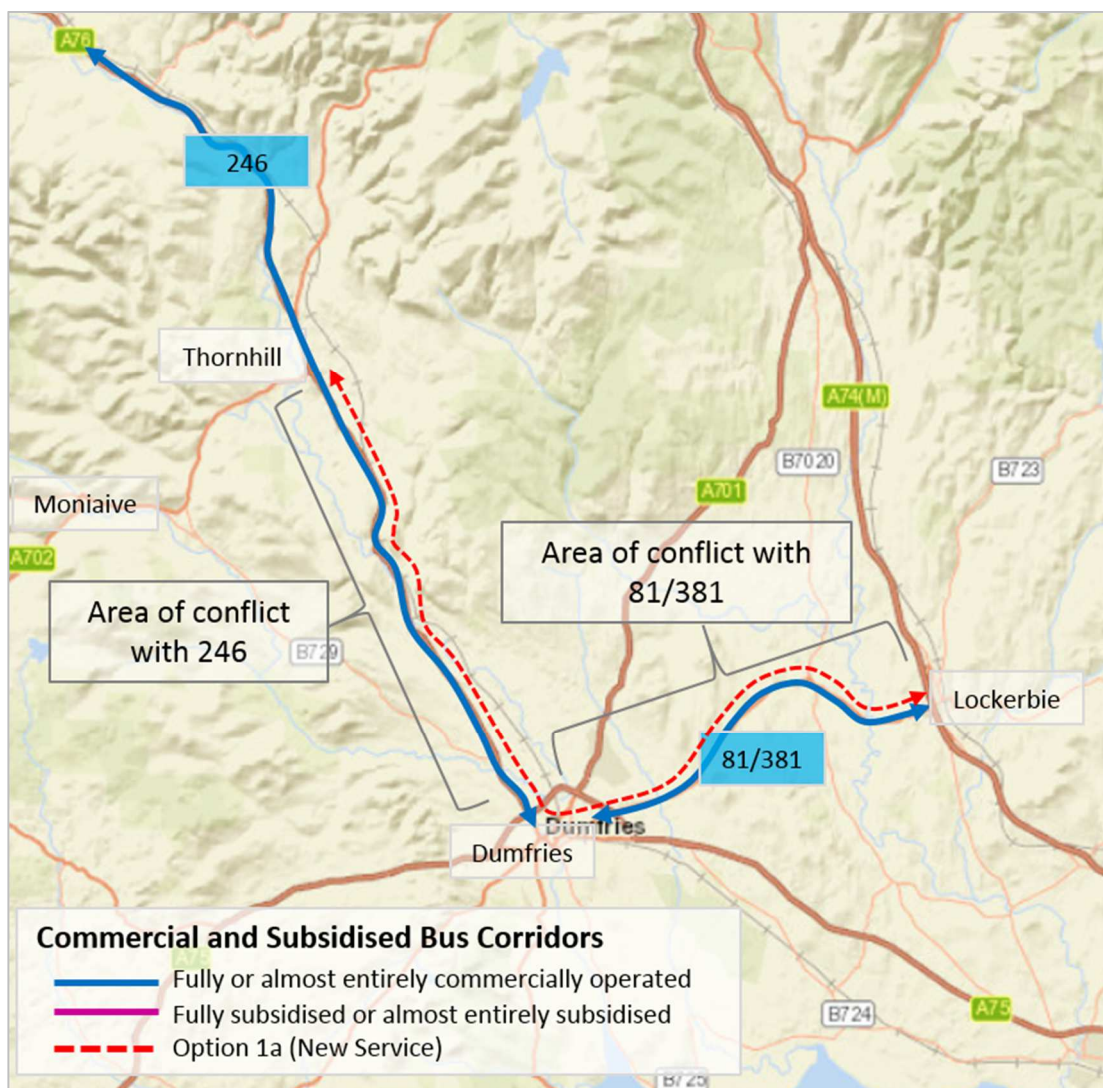 A76
246
Thornhill
A74(M)
B7020
B723
A701
Moniaive
A702
Area of conflict with
81/381
Area of conflict
with 246
B729
Lockerbie
81/381
Dumfries
Dumfries
Commercial and Subsidised Bus Corridors
A75
Fully or almost entirely commercially operated
Fully subsidised or almost entirely subsidised
Option 1a (New Service)
A75
B724
B725